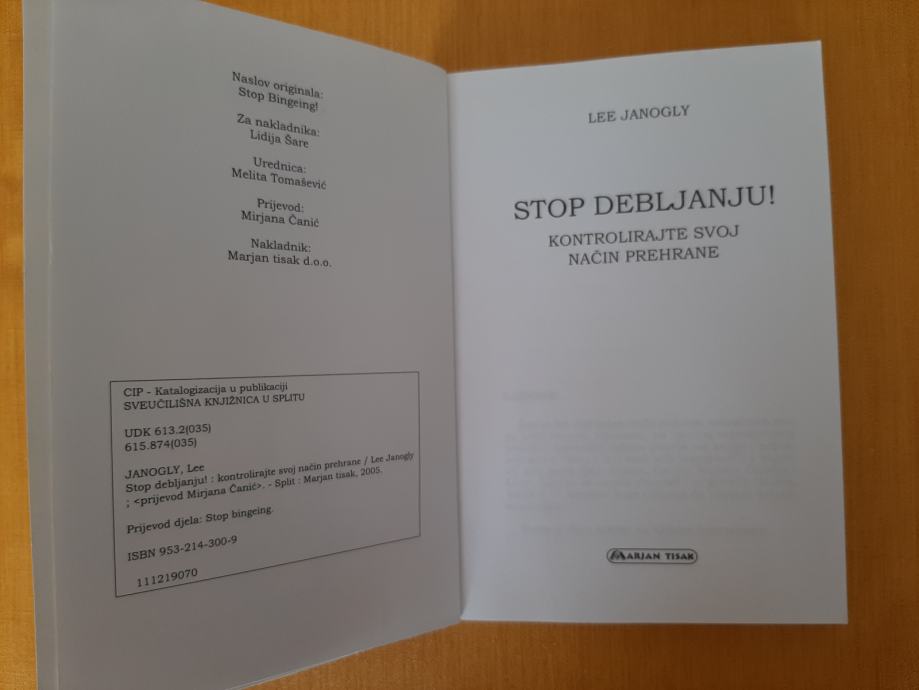 Naslov originala:
Stop Bingeing!
Za nakladnika:
Lidija Šare
Urednica:
Melita Tomašević
Prijevod:
Mirjana Čanić
Nakladnik:
Marjan tisak d.o.o.
CIP - Katalogizacija u publikaciji
SVEUČILIŠNA KNJIŽNICA U SPLITU
UDK 613.2(035)
615.874(035)
JANOGLY, Lee
Stop debljanju! : kontrolirajte svoj način prehrane / Lee Janogly
; <prijevod Mirjana Čanić>. - Split : Marjan tisak, 2005.
Prijevod djela: Stop bingeing.
ISBN 953-214-300-9
111219070
LEE JANOGLY
STOP DEBLJANJU!
KONTROLIRAJTE SVOJ
NAČIN PREHRANE
MARJAN TISAK